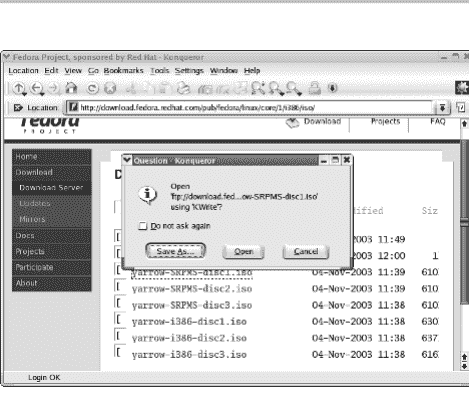 Fedora Project, sponsored by Red Hat - Konqueror
Location Edit View Go Bookmarks Tools Settings Window Help
Location: http://download.fedora.redhat.com/pub/fedora/linux/core/1/i386/iso/
fedora
PROJECT
Download Projects FAQ
Home
Download
Download Server
Updates
Mirrors
Docs
Projects
Participate
About
Question - Konqueror
Open
'ftp://download.fed...ow-SRPMS-disc1.iso'
using 'KWrite'?
Do not ask again
Save As... Open Cancel
Siz
2003 11:49
2003 12:00 1
yarrow-SRPMS-disc1.iso 04-Nov-2003 11:39 610
yarrow-SRPMS-disc2.iso 04-Nov-2003 11:39 610
yarrow-SRPMS-disc3.iso 04-Nov-2003 11:38 610
yarrow-i386-disc1.iso 04-Nov-2003 11:38 630
yarrow-i386-disc2.iso 04-Nov-2003 11:38 637
yarrow-i386-disc3.iso 04-Nov-2003 11:38 616
Login OK